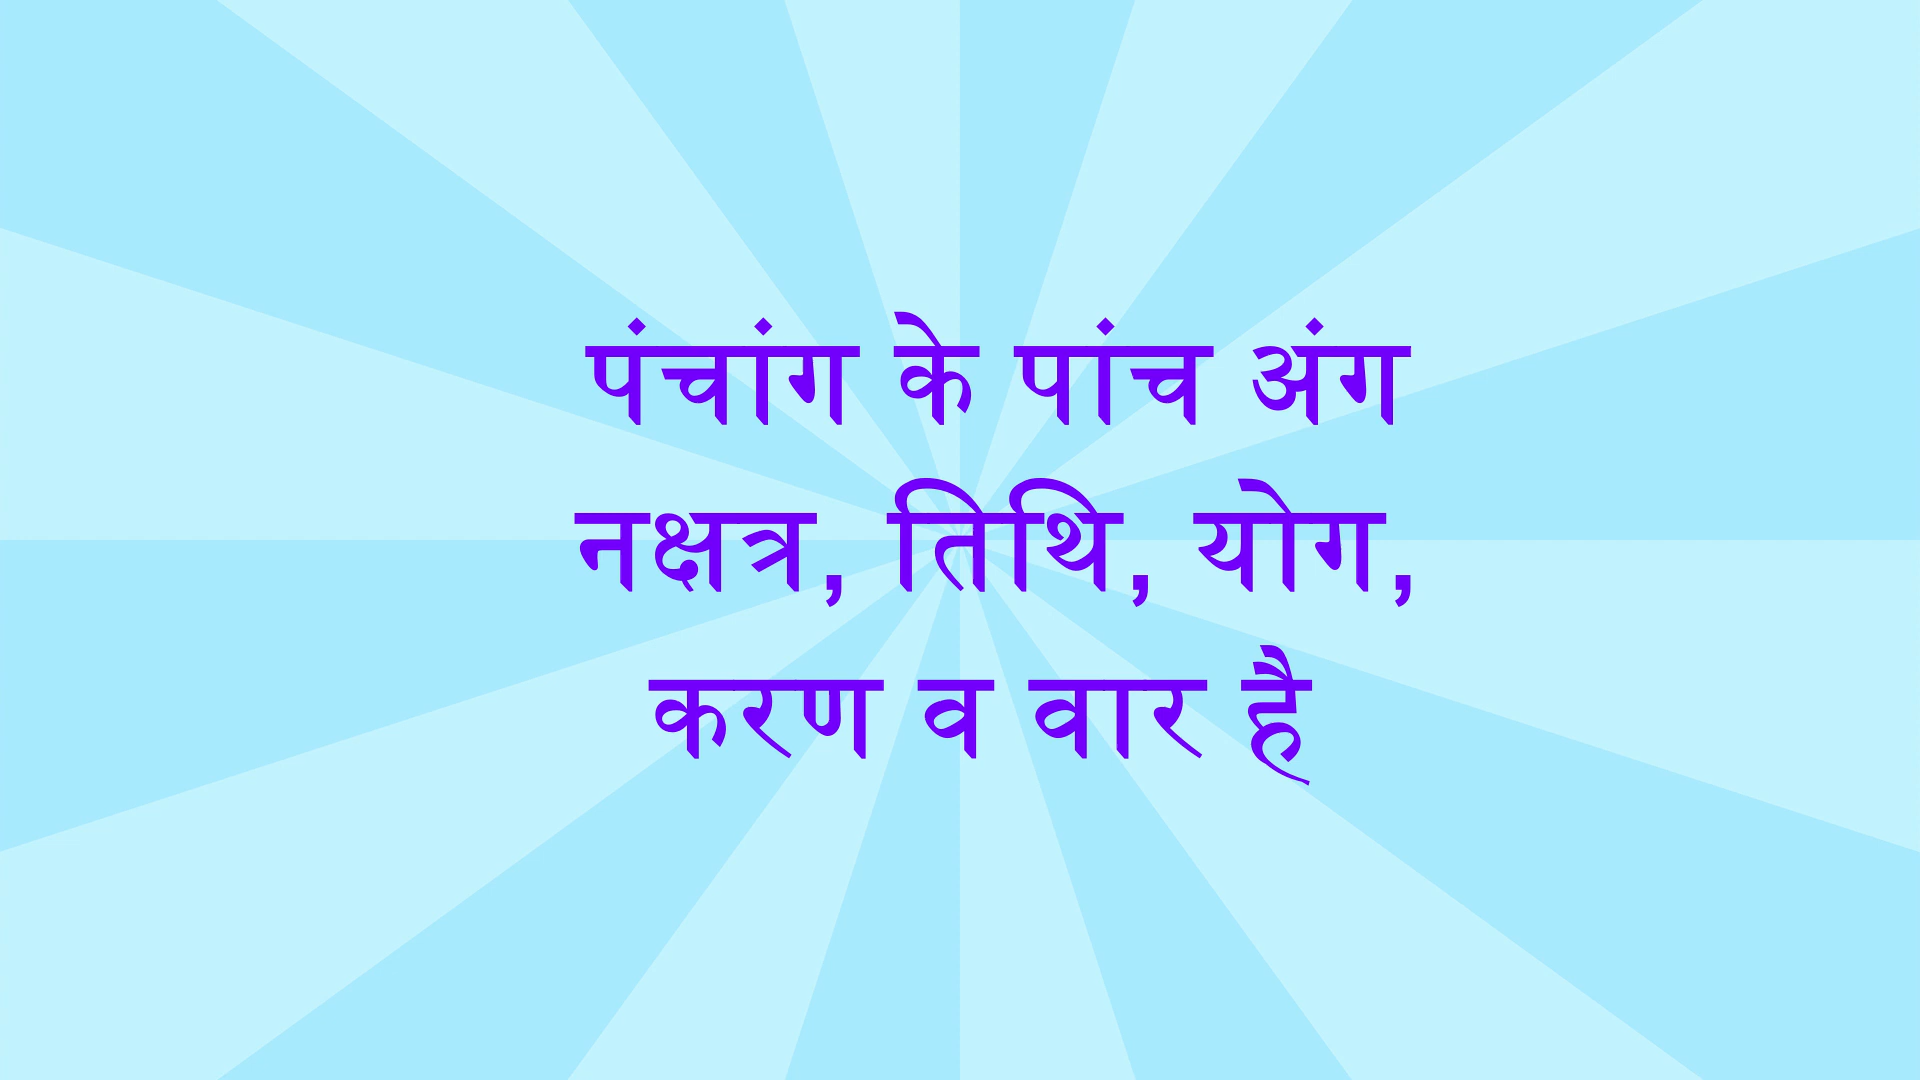 पंचांग के पांच अंग
नक्षत्र, तिथि, योग,
करण व वार है